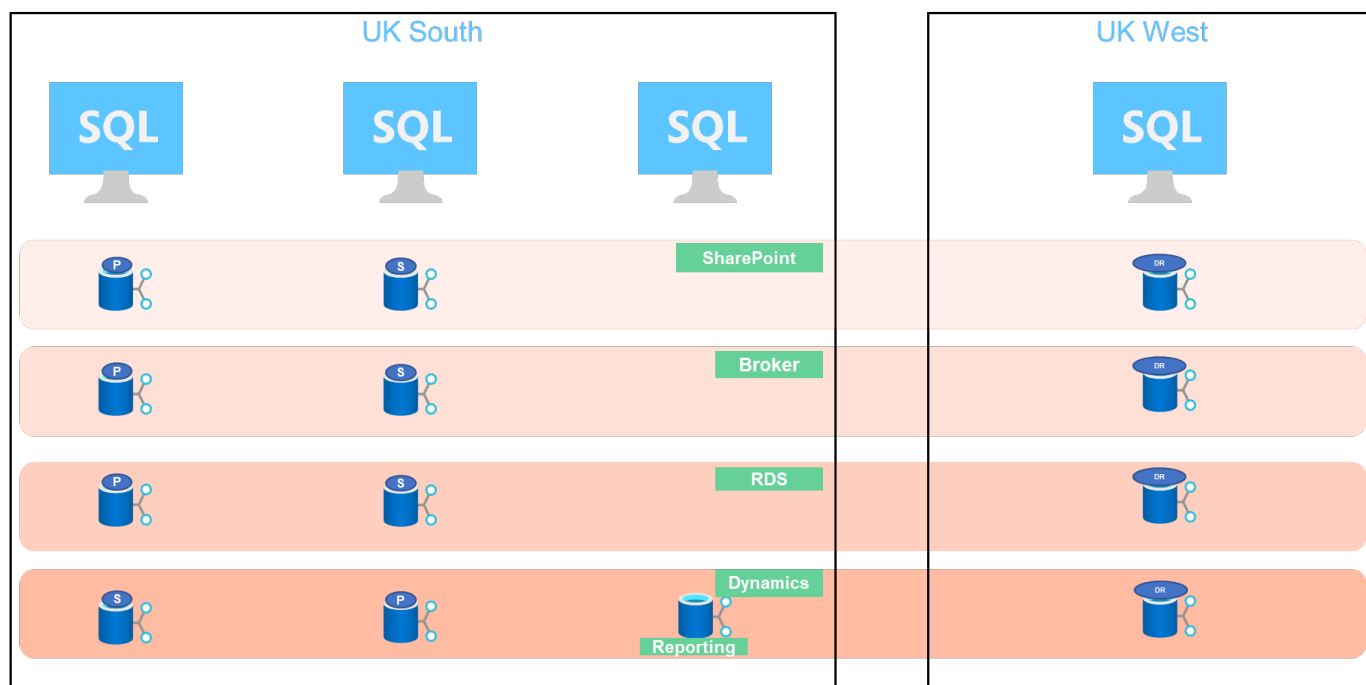 UK South
UK West
SQL
SQL
SQL
SQL
SharePoint
P
S
DR
Broker
P
S
DR
RDS
P
S
DR
Dynamics
S
P
DR
Reporting